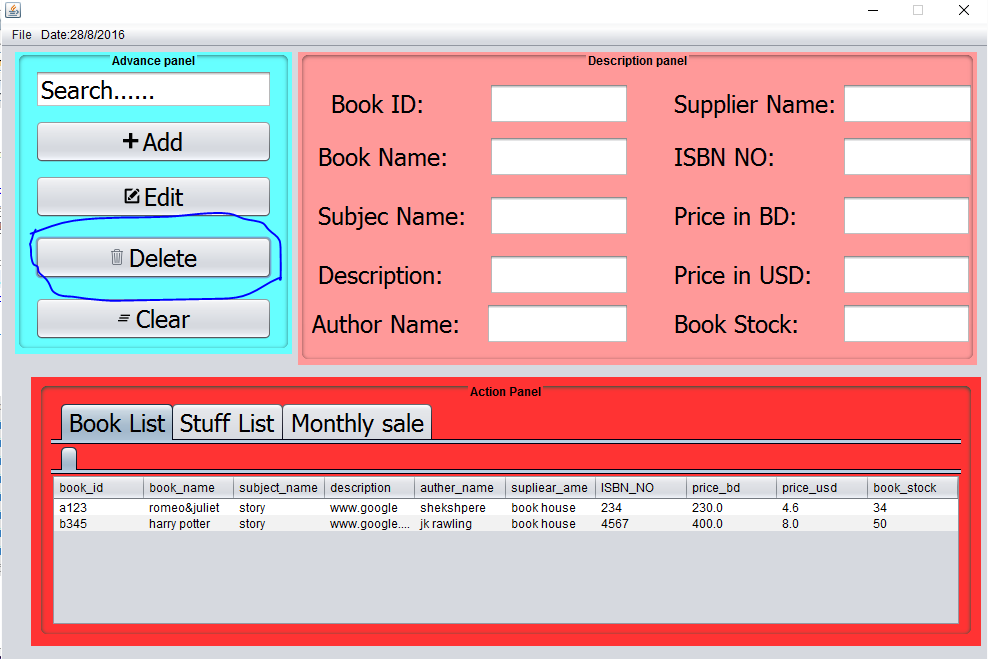 File Date:28/8/2016
Advance panel
Search......
Add
Edit
Delete
Clear
Description panel
Book ID:
Supplier Name:
Book Name:
ISBN NO:
Subjec Name:
Price in BD:
Description:
Price in USD:
Author Name:
Book Stock:
Action Panel
Book List Stuff List Monthly sale
book_id book_name subject_name description auther_name supliear_ame ISBN_NO price_bd price_usd book_stock
a123 romeo&juliet story www.google shekshpere book house 234 230.0 4.6 34
b345 harry potter story www.google.... jk rawling book house 4567 400.0 8.0 50